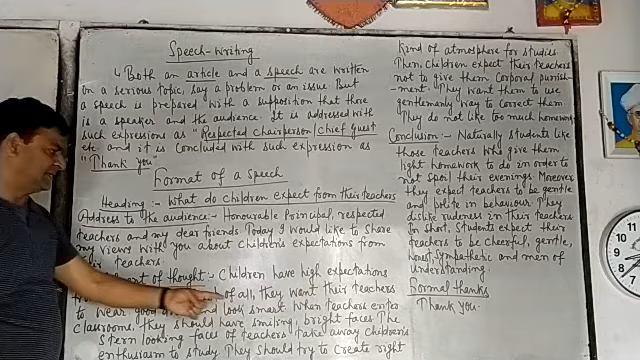 Speech-Writing
Both an article and a speech are written
on a serious topic, say a problem or an issue. But
a speech is prepared with a supposition that there
is a speaker and the audience. It is addressed with
such expressions as "Respected Chairperson/Chief guest
etc and it is concluded with such expression as
"Thank you"
Format of a speech
Heading:- What do children expect from their teachers
Address to the audience:- Honourable Principal, respected
teachers and my dear friends. Today I would like to share
my views with you about children's expectations from
their teachers.
of thought:- Children have high expectations
of all, they want their teachers
to wear good and look smart. When teachers enter
classrooms, they should have smiling, bright faces. The
stern looking faces of teachers take away children's
enthusiasm to study. They should try to create right
kind of atmosphere for studies.
Then, children expect their teachers
not to give them corporal punish-
-ment. They want them to use
gentlemanly way to correct them.
They do not like too much homework
Conclusion:- Naturally students like
those teachers who give them
light homework to do in order to
not spoil their evenings. Moreover
they expect teachers to be gentle
and polite in behaviour. They
dislike rudeness in their teachers
In short, students expect their
teachers to be cheerful, gentle,
honest, sympathetic and men of
understanding.
Formal thanks
Thank you.